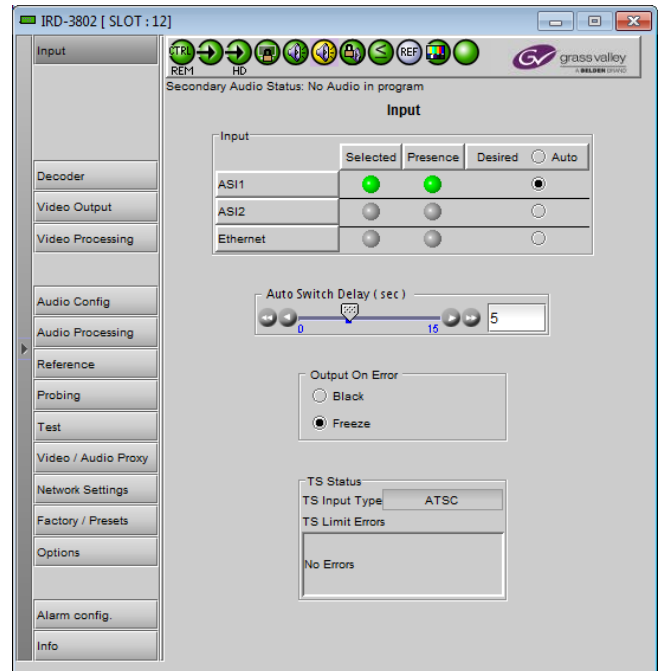 IRD-3802 [ SLOT : 12]
Input
CTRL
REM
HD
REF
grass valley
A BELDEN BRAND
Secondary Audio Status: No Audio in program
Input
Input
Selected Presence Desired Auto
Decoder
ASI1
Video Output
ASI2
Video Processing
Ethernet
Audio Config
Auto Switch Delay ( sec )
0 15 5
Audio Processing
Reference
Output On Error
Probing
Black
Test
Freeze
Video / Audio Proxy
Network Settings
TS Status
TS Input Type ATSC
Factory / Presets
TS Limit Errors
Options
No Errors
Alarm config.
Info